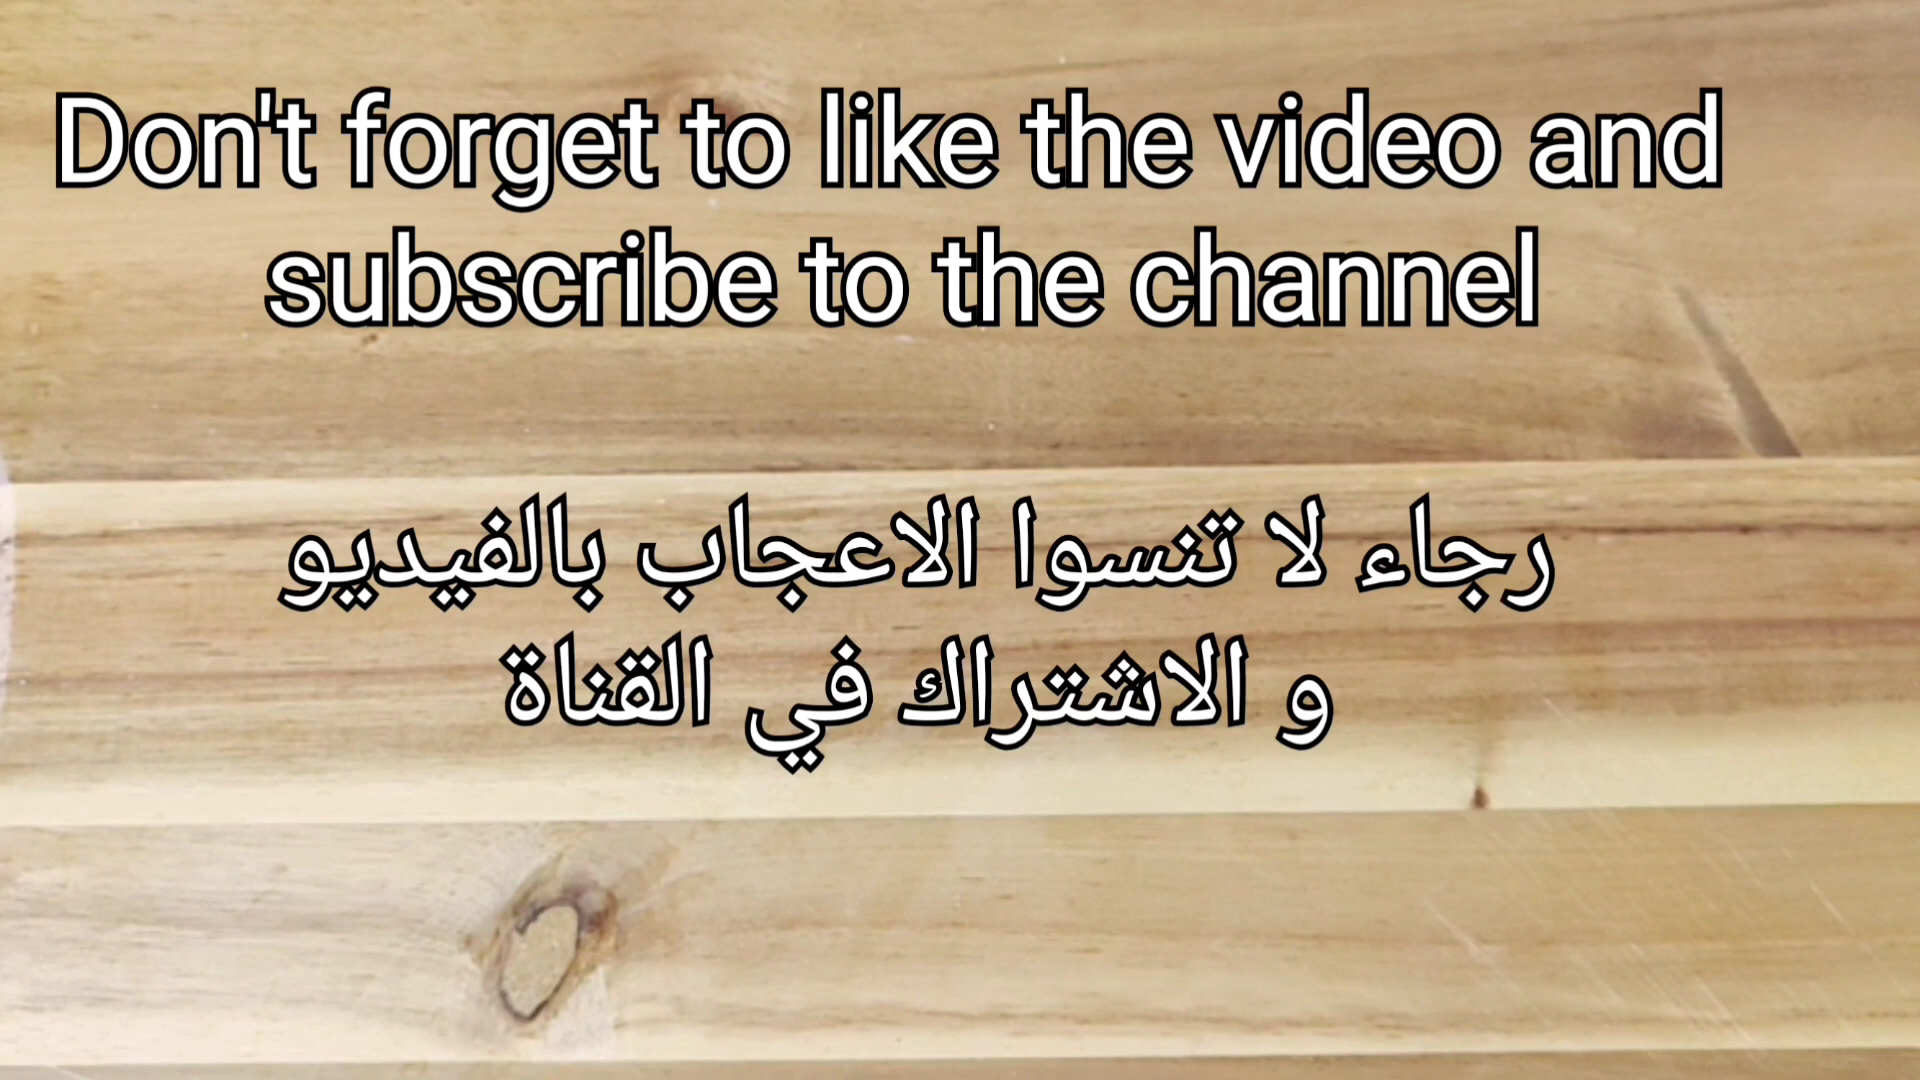 Don't forget to like the video and
subscribe to the channel
رجاء لا تنسوا الاعجاب بالفيديو
و الاشتراك في القناة